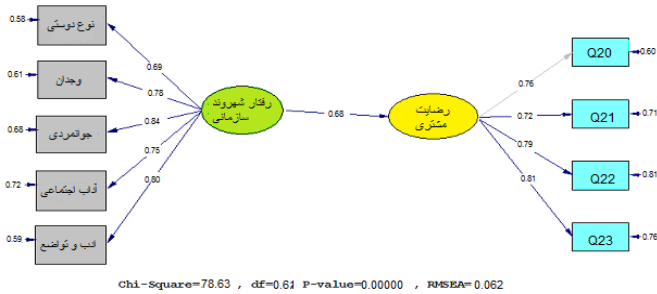 0.58
نوع دوستی
0.61
وجدان
0.68
جوانمردی
0.72
آداب اجتماعی
0.59
ادب و تواضع
0.69
0.78
0.84
0.75
0.80
رفتار شهروند
سازمانی
0.68
رضایت
مشتری
0.76
0.72
0.79
0.81
Q20
0.60
Q21
0.71
Q22
0.81
Q23
0.76
Chi-Square=78.63 , df=0.61 P-value=0.00000 , RMSEA=0.062